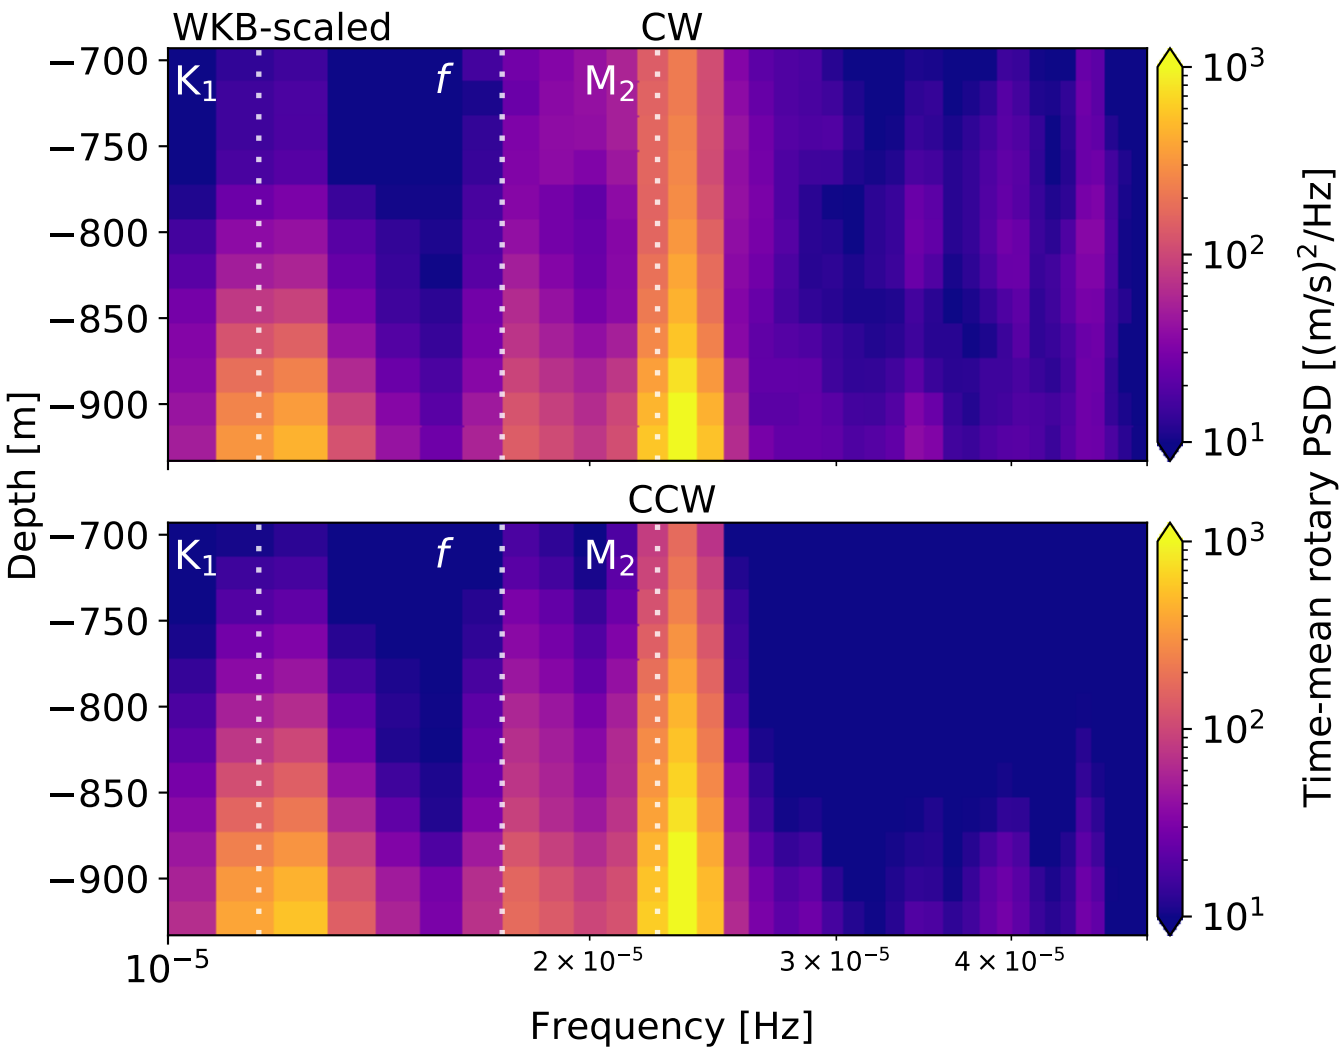 WKB-scaled CW
−700
K₁ f M₂
−750
−800
−850
−900
10³
10²
10¹
CCW
−700
K₁ f M₂
−750
−800
−850
−900
10³
10²
10¹
10⁻⁵ 2 × 10⁻⁵ 3 × 10⁻⁵ 4 × 10⁻⁵
Frequency [Hz]
Depth [m]
Time-mean rotary PSD [(m/s)²/Hz]